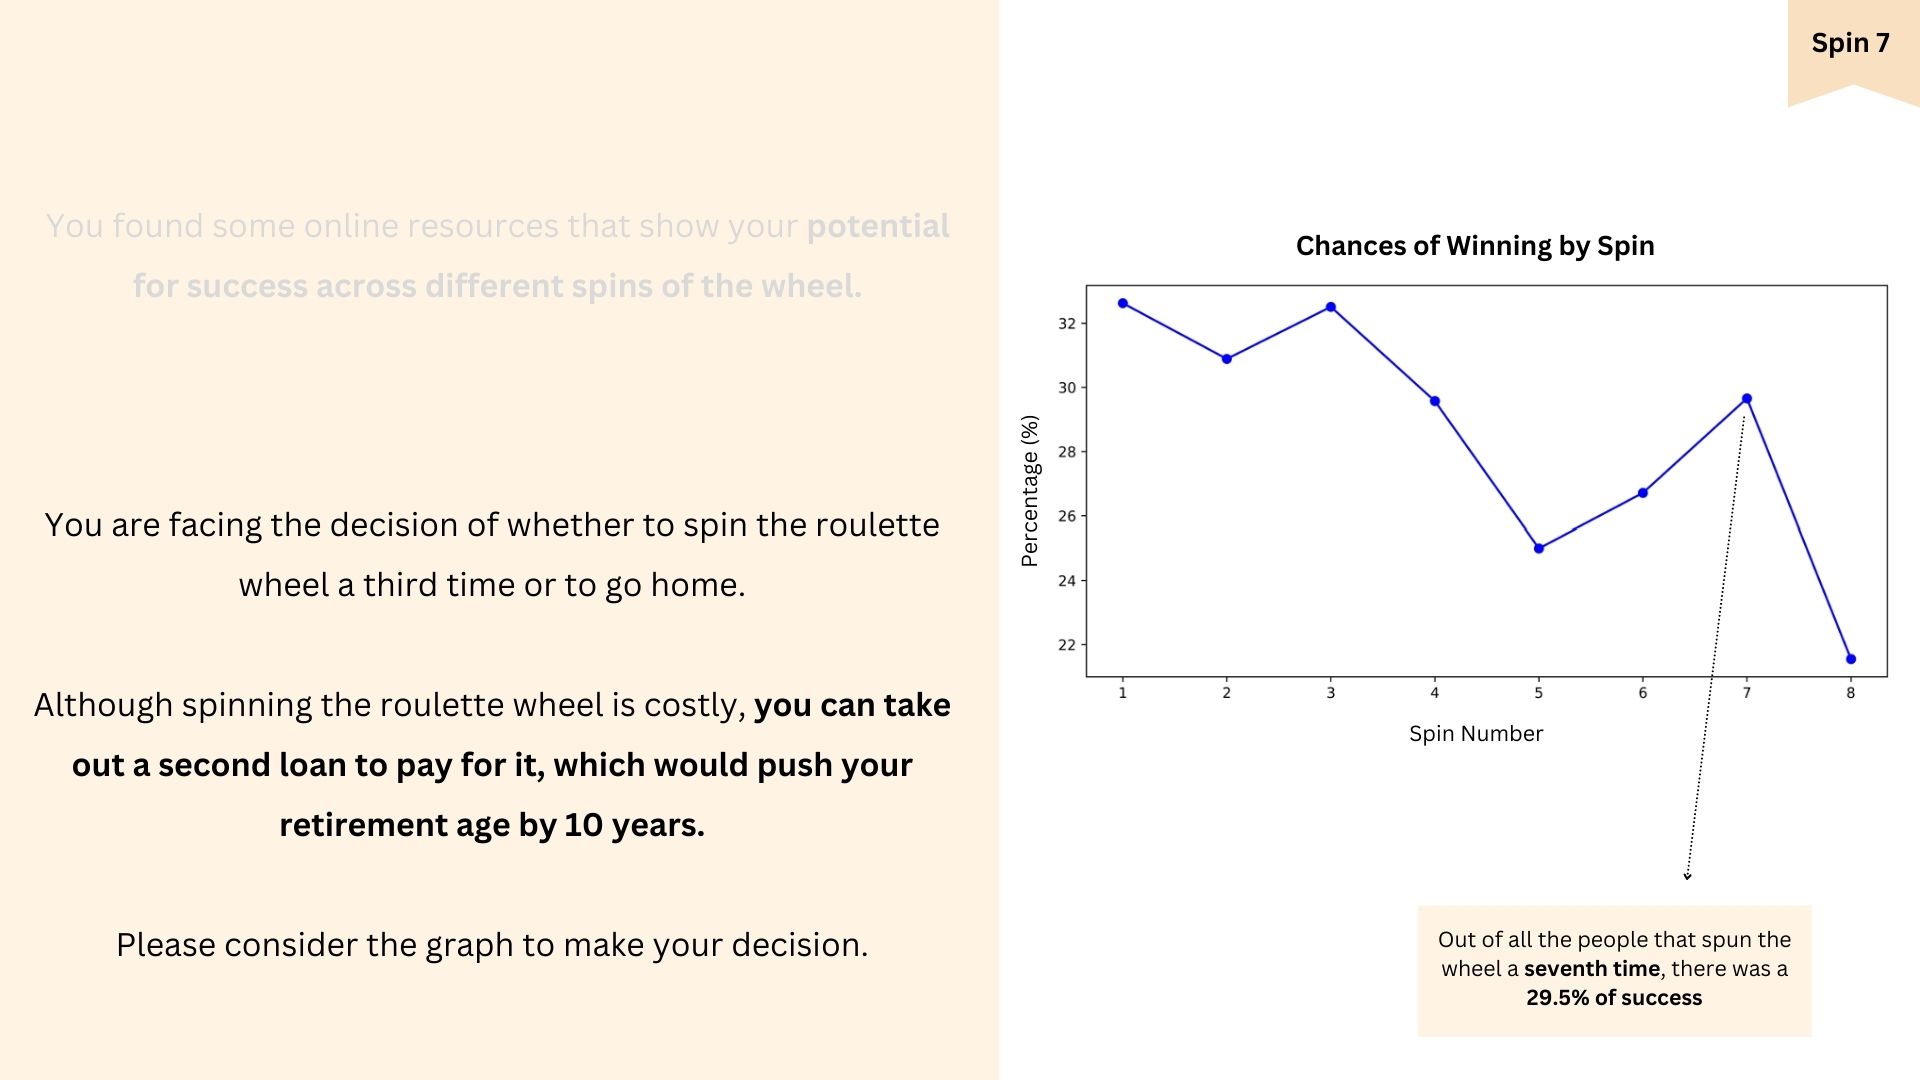 Spin 7
You found some online resources that show your potential
for success across different spins of the wheel.
You are facing the decision of whether to spin the roulette
wheel a third time or to go home.
Although spinning the roulette wheel is costly, you can take
out a second loan to pay for it, which would push your
retirement age by 10 years.
Please consider the graph to make your decision.
Chances of Winning by Spin
Percentage (%)
32
30
28
26
24
22
1 2 3 4 5 6 7 8
Spin Number
Out of all the people that spun the
wheel a seventh time, there was a
29.5% of success